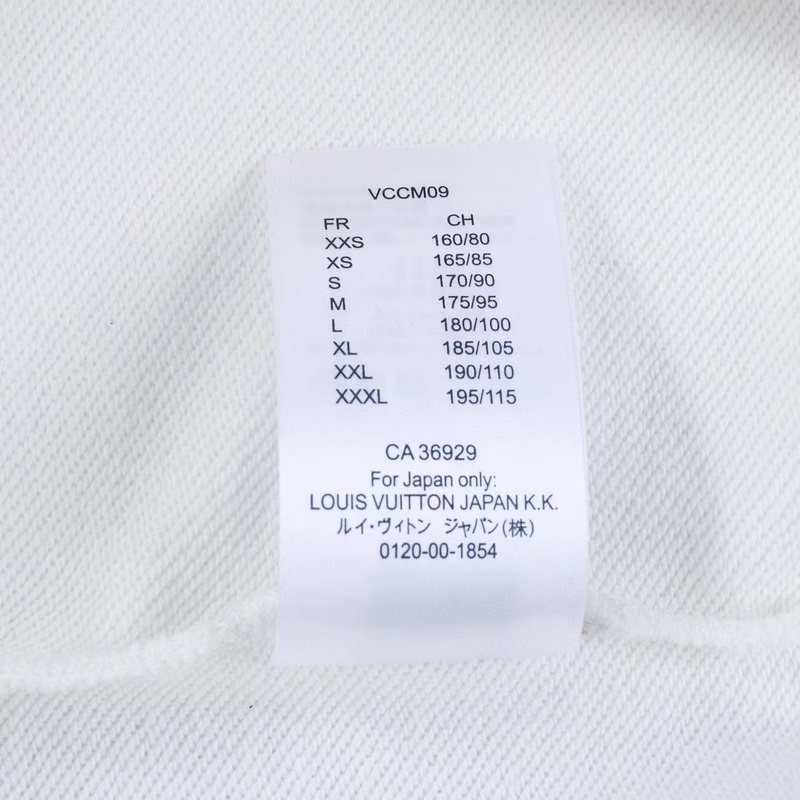 VCCM09
FR CH
XXS 160/80
XS 165/85
S 170/90
M 175/95
L 180/100
XL 185/105
XXL 190/110
XXXL 195/115
CA 36929
For Japan only:
LOUIS VUITTON JAPAN K.K.
ルイ・ヴィトン ジャパン(株)
0120-00-1854